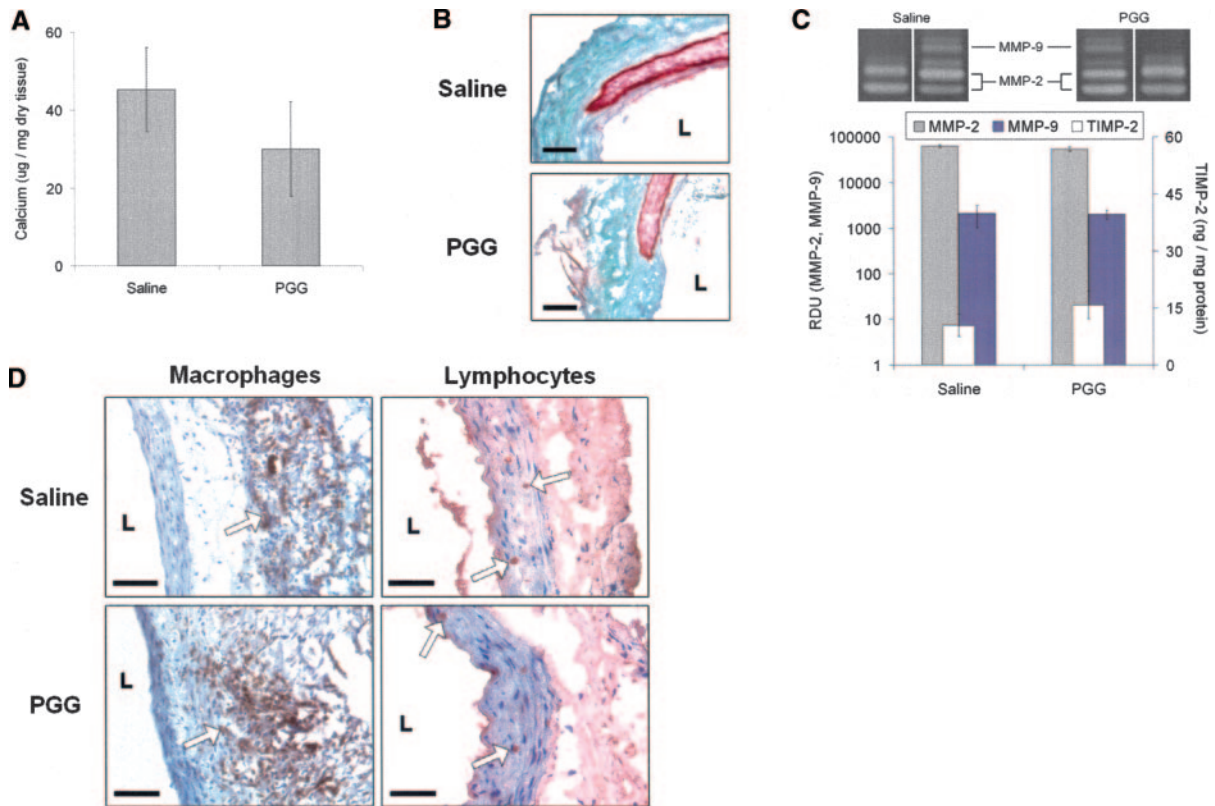 A
Calcium (ug / mg dry tissue)
60
40
20
0
Saline
PGG
B
Saline
L
PGG
L
C
Saline
PGG
MMP-9
MMP-2
MMP-2
MMP-9
TIMP-2
RDU (MMP-2, MMP-9)
100000
10000
1000
100
10
1
TIMP-2 (ng / mg protein)
60
45
30
15
0
Saline
PGG
D
Macrophages
Lymphocytes
Saline
L
L
PGG
L
L